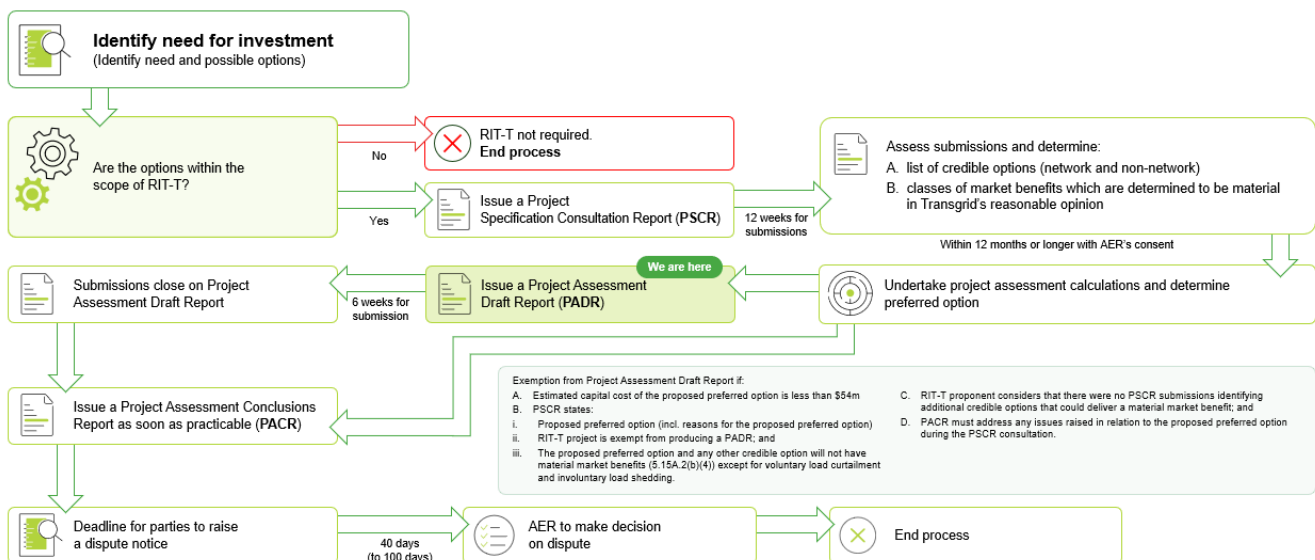 Identify need for investment
(Identify need and possible options)
Are the options within the
scope of RIT-T?
No
RIT-T not required.
End process
Yes
Issue a Project
Specification Consultation Report (PSCR)
12 weeks for
submissions
Assess submissions and determine:
A. list of credible options (network and non-network)
B. classes of market benefits which are determined to be material
in Transgrid's reasonable opinion
Within 12 months or longer with AER's consent
Undertake project assessment calculations and determine
preferred option
We are here
Issue a Project Assessment
Draft Report (PADR)
6 weeks for
submission
Submissions close on Project
Assessment Draft Report
Issue a Project Assessment Conclusions
Report as soon as practicable (PACR)
Exemption from Project Assessment Draft Report if:
A. Estimated capital cost of the proposed preferred option is less than $54m
B. PSCR states:
i. Proposed preferred option (incl. reasons for the proposed preferred option)
ii. RIT-T project is exempt from producing a PADR; and
iii. The proposed preferred option and any other credible option will not have
material market benefits (5.15A.2(b)(4)) except for voluntary load curtailment
and involuntary load shedding.
C. RIT-T proponent considers that there were no PSCR submissions identifying
additional credible options that could deliver a material market benefit; and
D. PACR must address any issues raised in relation to the proposed preferred option
during the PSCR consultation.
Deadline for parties to raise
a dispute notice
40 days
(to 100 days)
AER to make decision
on dispute
End process